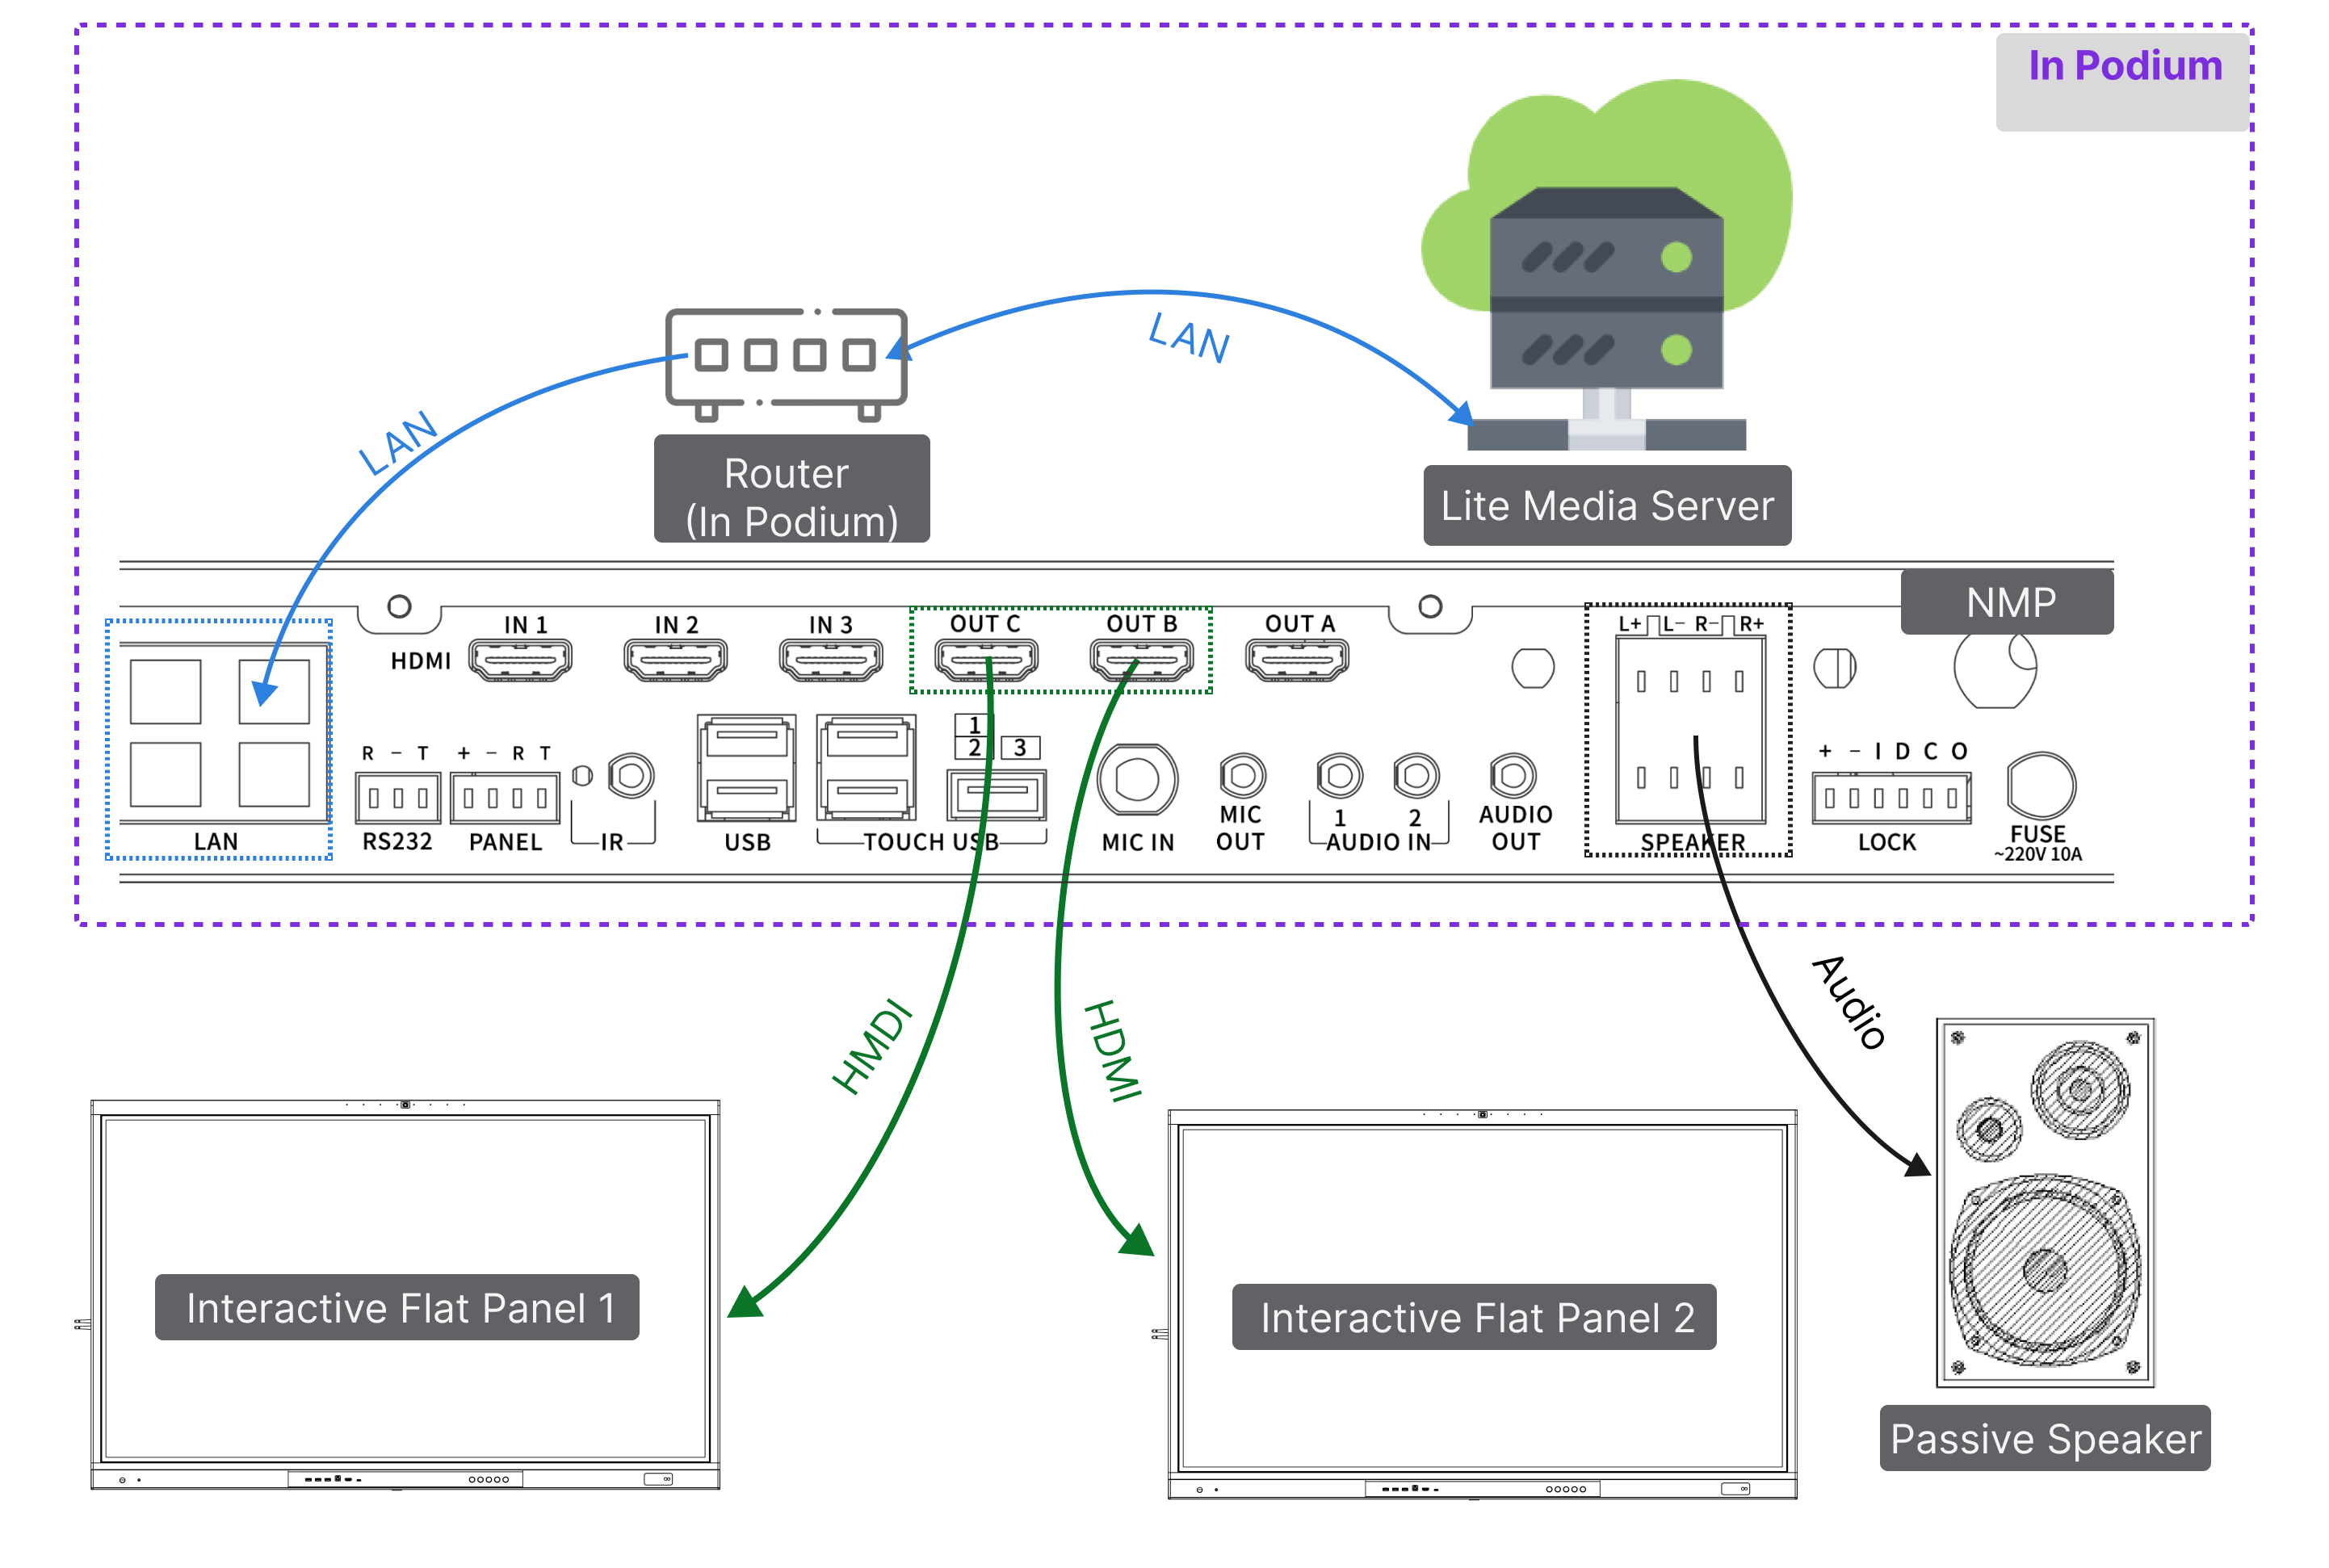 In Podium
LAN
LAN
Router
(In Podium)
Lite Media Server
NMP
HDMI
IN 1
IN 2
IN 3
OUT C
OUT B
OUT A
L+ L- R- R+
R - T
+ - R T
1
2
3
+ - I D C O
LAN
RS232
PANEL
IR
USB
TOUCH USB
MIC IN
MIC
OUT
1
2
AUDIO IN
AUDIO
OUT
SPEAKER
LOCK
FUSE
~220V 10A
HMDI
HDMI
Audio
Interactive Flat Panel 1
Interactive Flat Panel 2
Passive Speaker